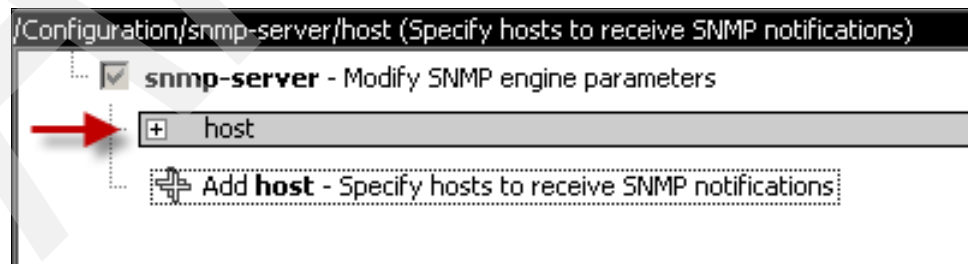 /Configuration/snmp-server/host (Specify hosts to receive SNMP notifications)
snmp-server - Modify SNMP engine parameters
host
Add host - Specify hosts to receive SNMP notifications